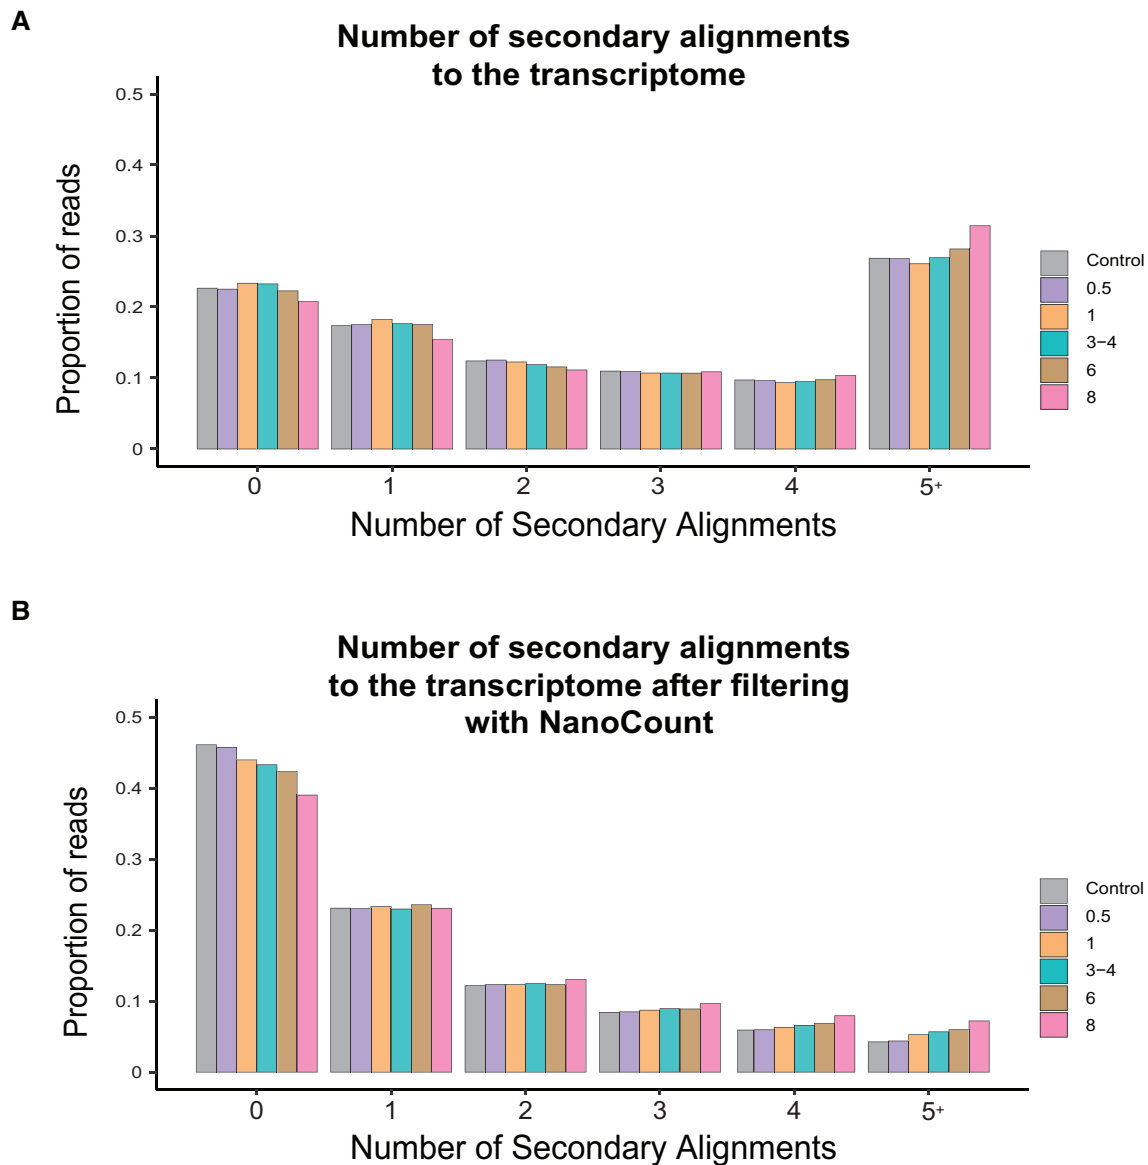 A
Number of secondary alignments
to the transcriptome
0.5
0.4
0.3
0.2
0.1
0
Proportion of reads
0 1 2 3 4 5+
Number of Secondary Alignments
Control
0.5
1
3–4
6
8
B
Number of secondary alignments
to the transcriptome after filtering
with NanoCount
0.5
0.4
0.3
0.2
0.1
0
Proportion of reads
0 1 2 3 4 5+
Number of Secondary Alignments
Control
0.5
1
3–4
6
8